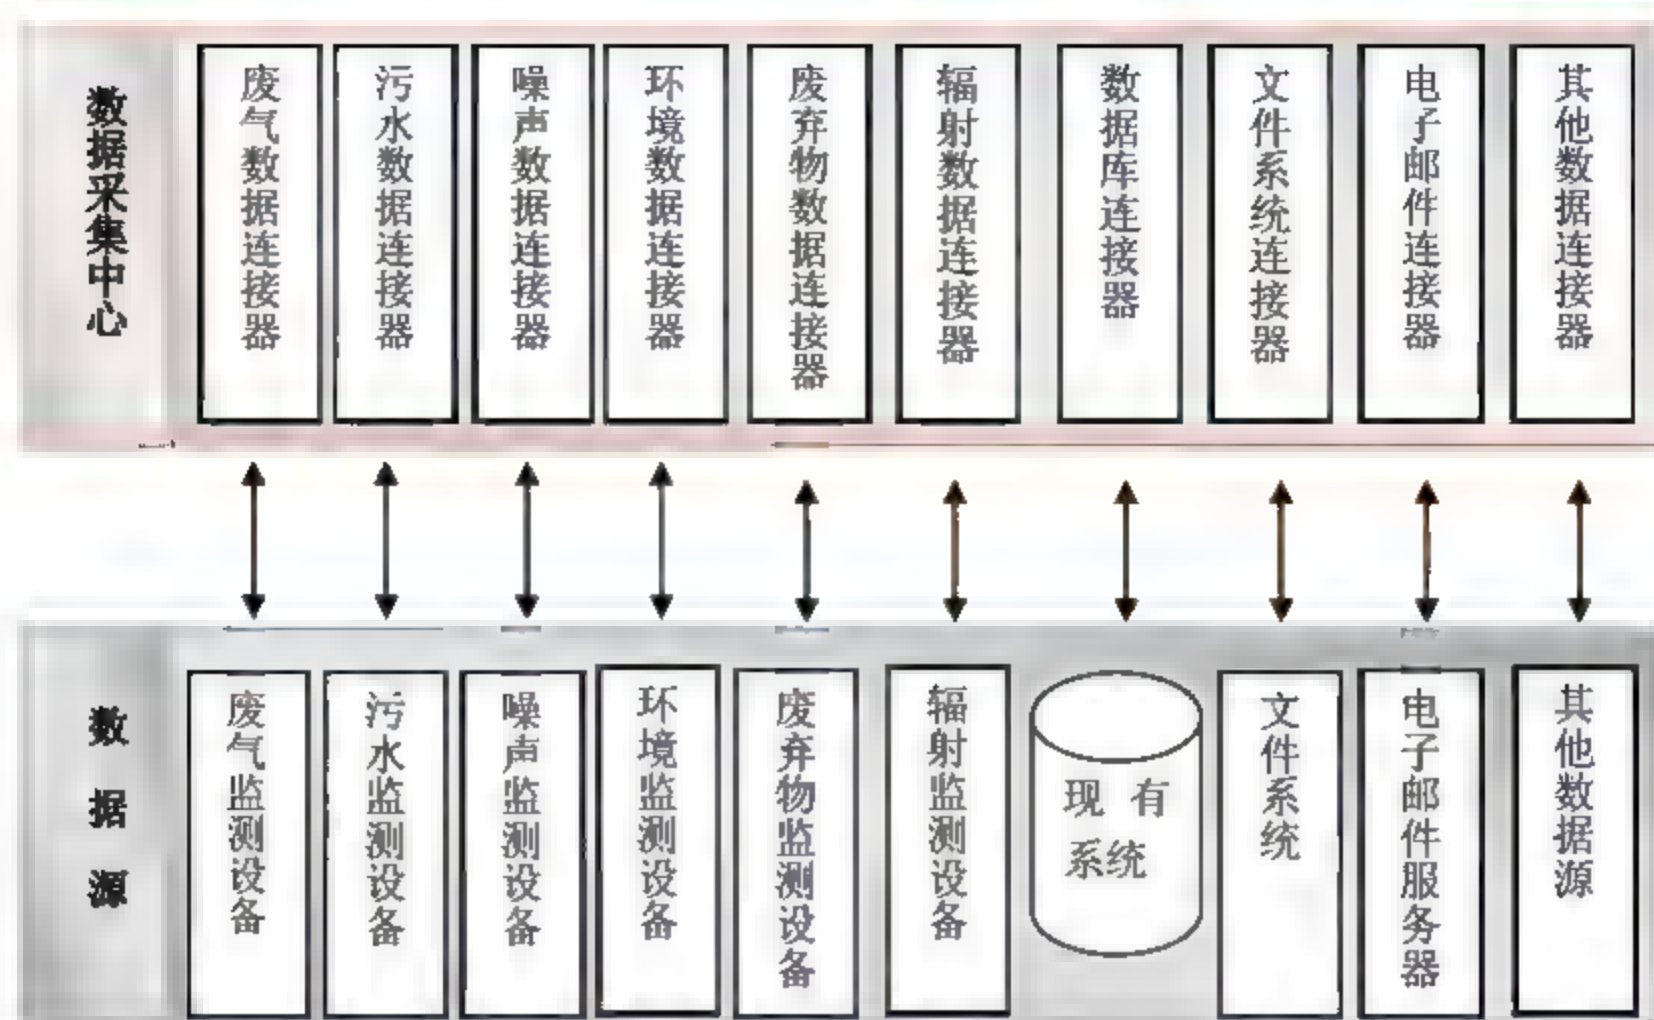 数据采集中心
废气数据连接器
污水数据连接器
噪声数据连接器
环境数据连接器
废弃物数据连接器
辐射数据连接器
数据库连接器
文件系统连接器
电子邮件连接器
其他数据连接器
数据源
废气监测设备
污水监测设备
噪声监测设备
环境监测设备
废弃物监测设备
辐射监测设备
现有
系统
文件系统
电子邮件服务器
其他数据源